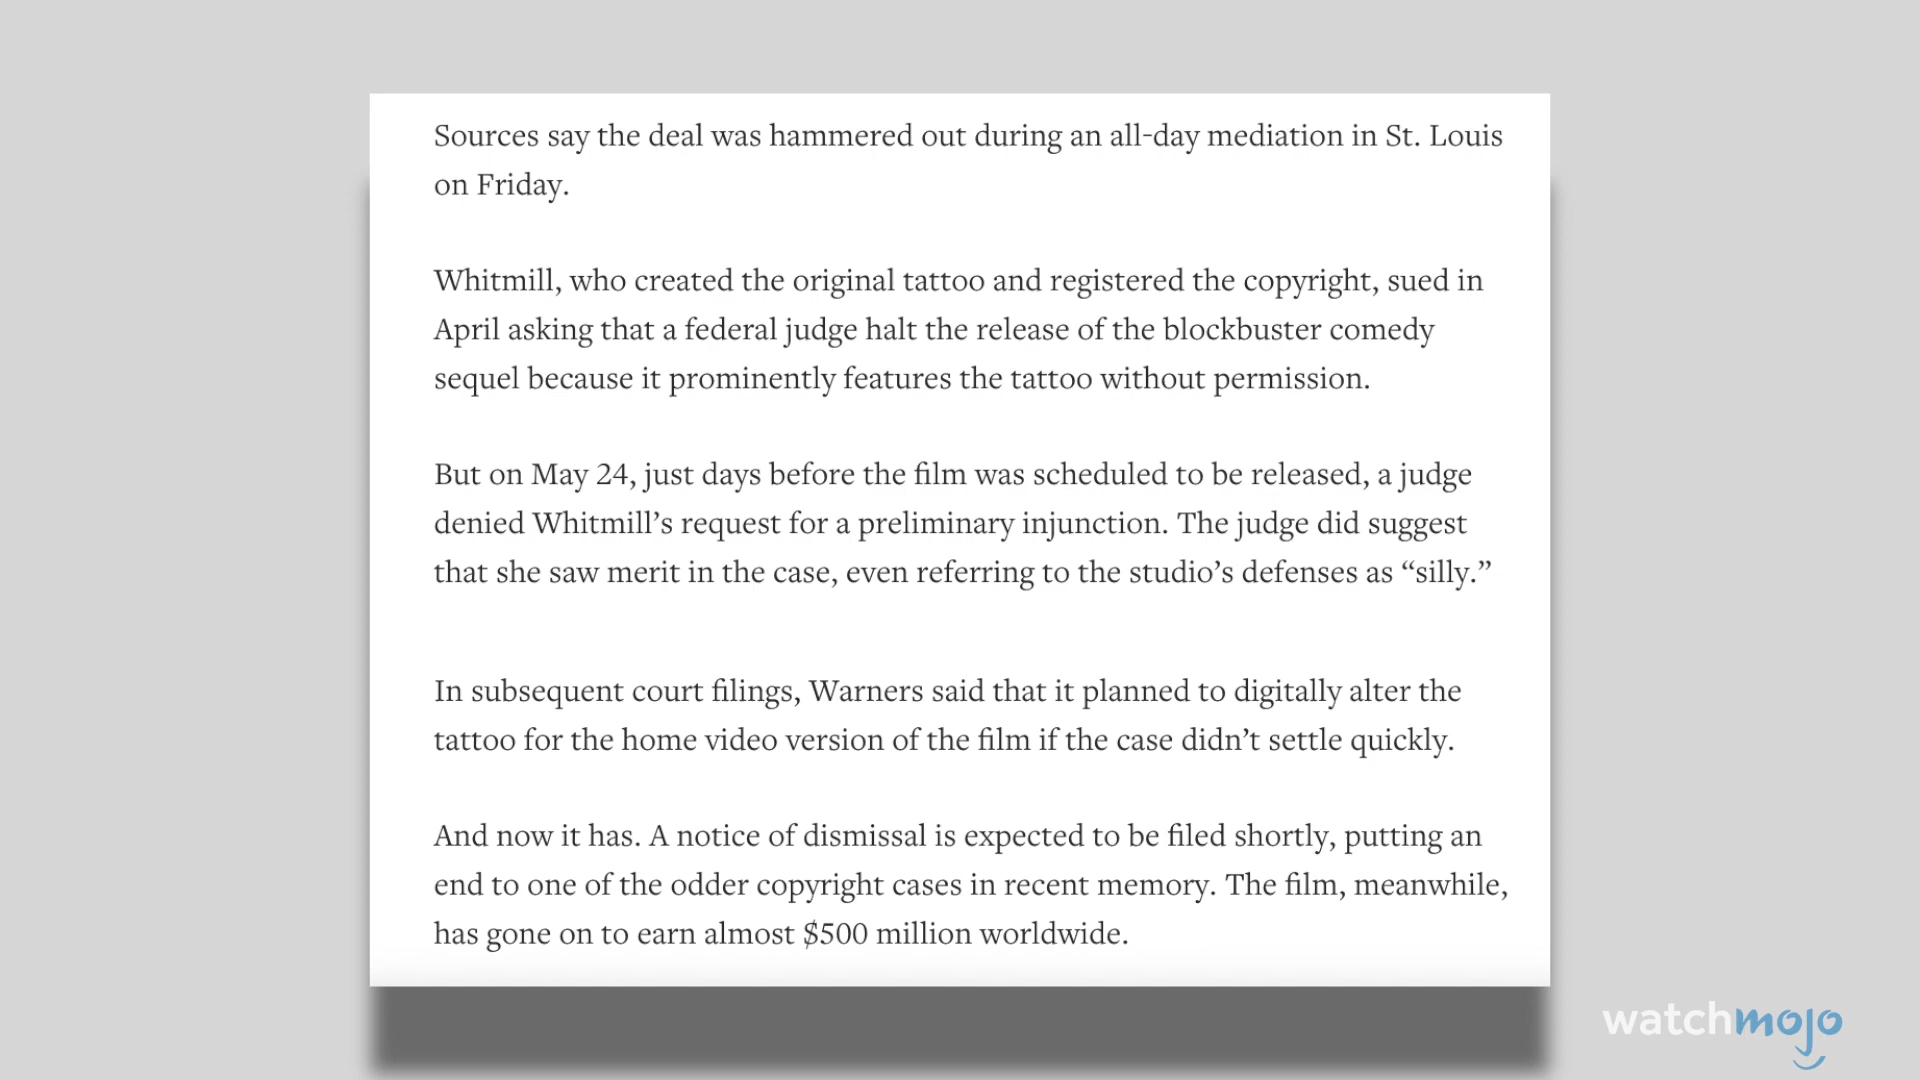 Sources say the deal was hammered out during an all-day mediation in St. Louis
on Friday.
Whitmill, who created the original tattoo and registered the copyright, sued in
April asking that a federal judge halt the release of the blockbuster comedy
sequel because it prominently features the tattoo without permission.
But on May 24, just days before the film was scheduled to be released, a judge
denied Whitmill’s request for a preliminary injunction. The judge did suggest
that she saw merit in the case, even referring to the studio’s defenses as “silly.”
In subsequent court filings, Warners said that it planned to digitally alter the
tattoo for the home video version of the film if the case didn’t settle quickly.
And now it has. A notice of dismissal is expected to be filed shortly, putting an
end to one of the odder copyright cases in recent memory. The film, meanwhile,
has gone on to earn almost $500 million worldwide.
watchmojo